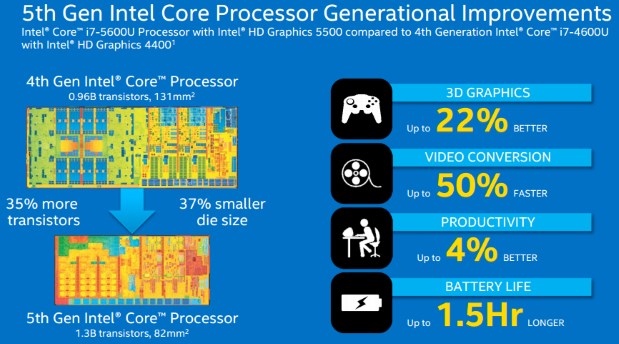 5th Gen Intel Core Processor Generational Improvements
Intel® Core™ i7-5600U Processor with Intel® HD Graphics 5500 compared to 4th Generation Intel® Core™ i7-4600U
with Intel® HD Graphics 4400¹
4th Gen Intel® Core™ Processor
0.96B transistors, 131mm²
35% more
transistors
37% smaller
die size
5th Gen Intel® Core™ Processor
1.3B transistors, 82mm²
3D GRAPHICS
Up to 22% BETTER
VIDEO CONVERSION
Up to 50% FASTER
PRODUCTIVITY
Up to 4% BETTER
BATTERY LIFE
Up to 1.5Hr LONGER